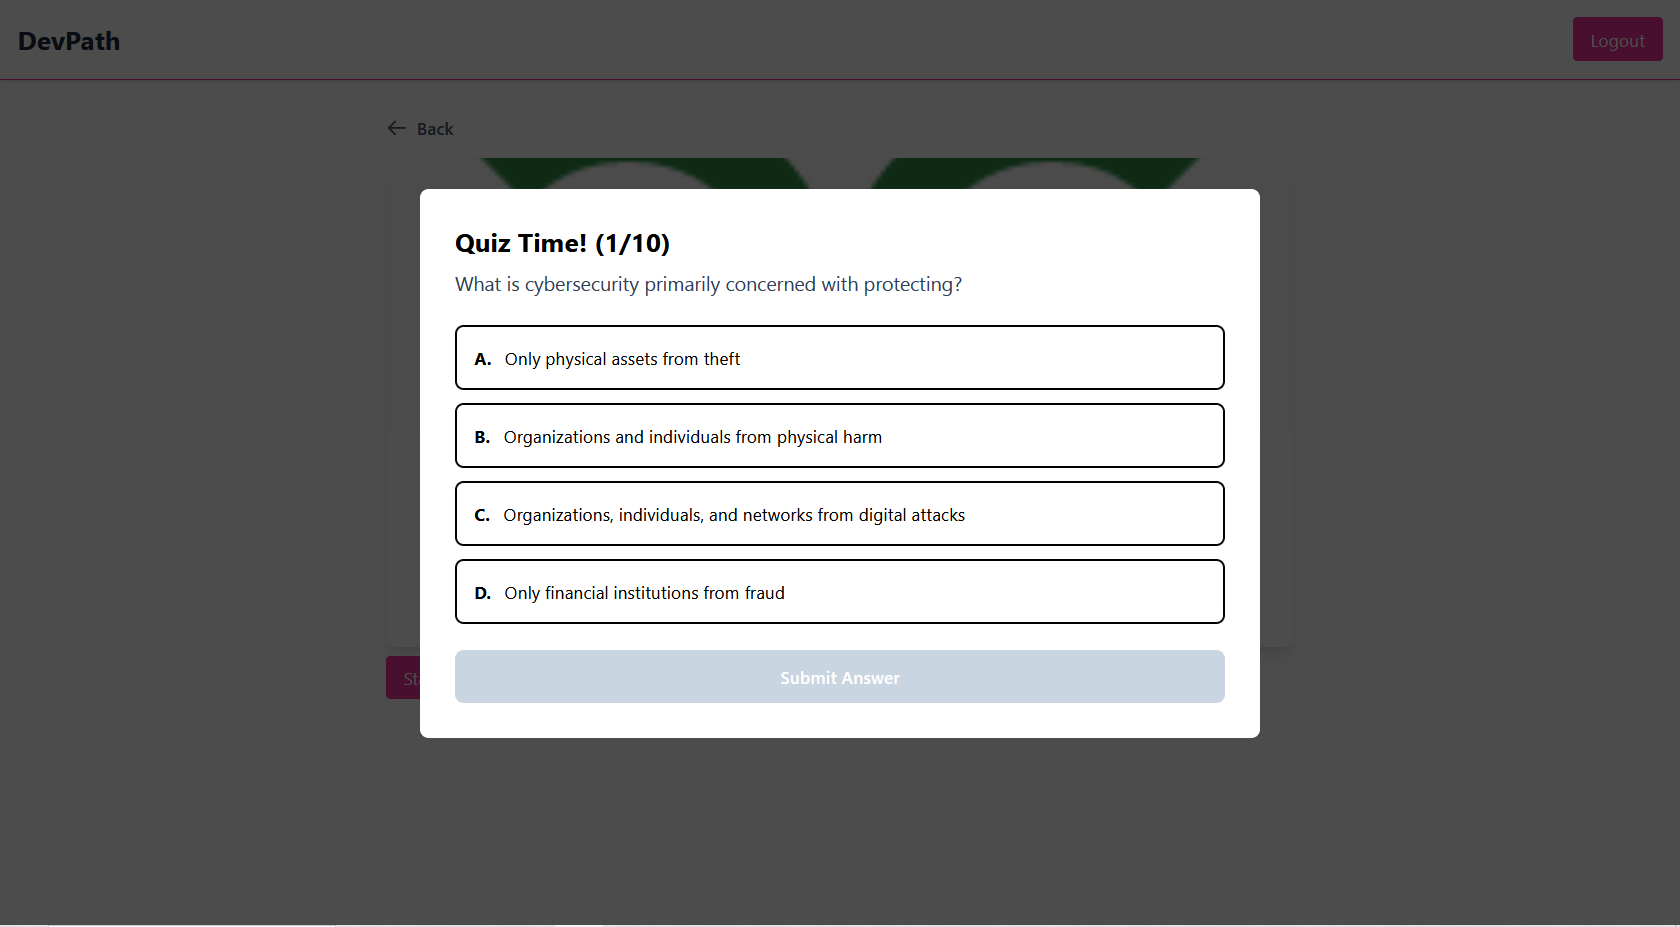 DevPath
Logout
Back
Quiz Time! (1/10)
What is cybersecurity primarily concerned with protecting?
A. Only physical assets from theft
B. Organizations and individuals from physical harm
C. Organizations, individuals, and networks from digital attacks
D. Only financial institutions from fraud
Submit Answer